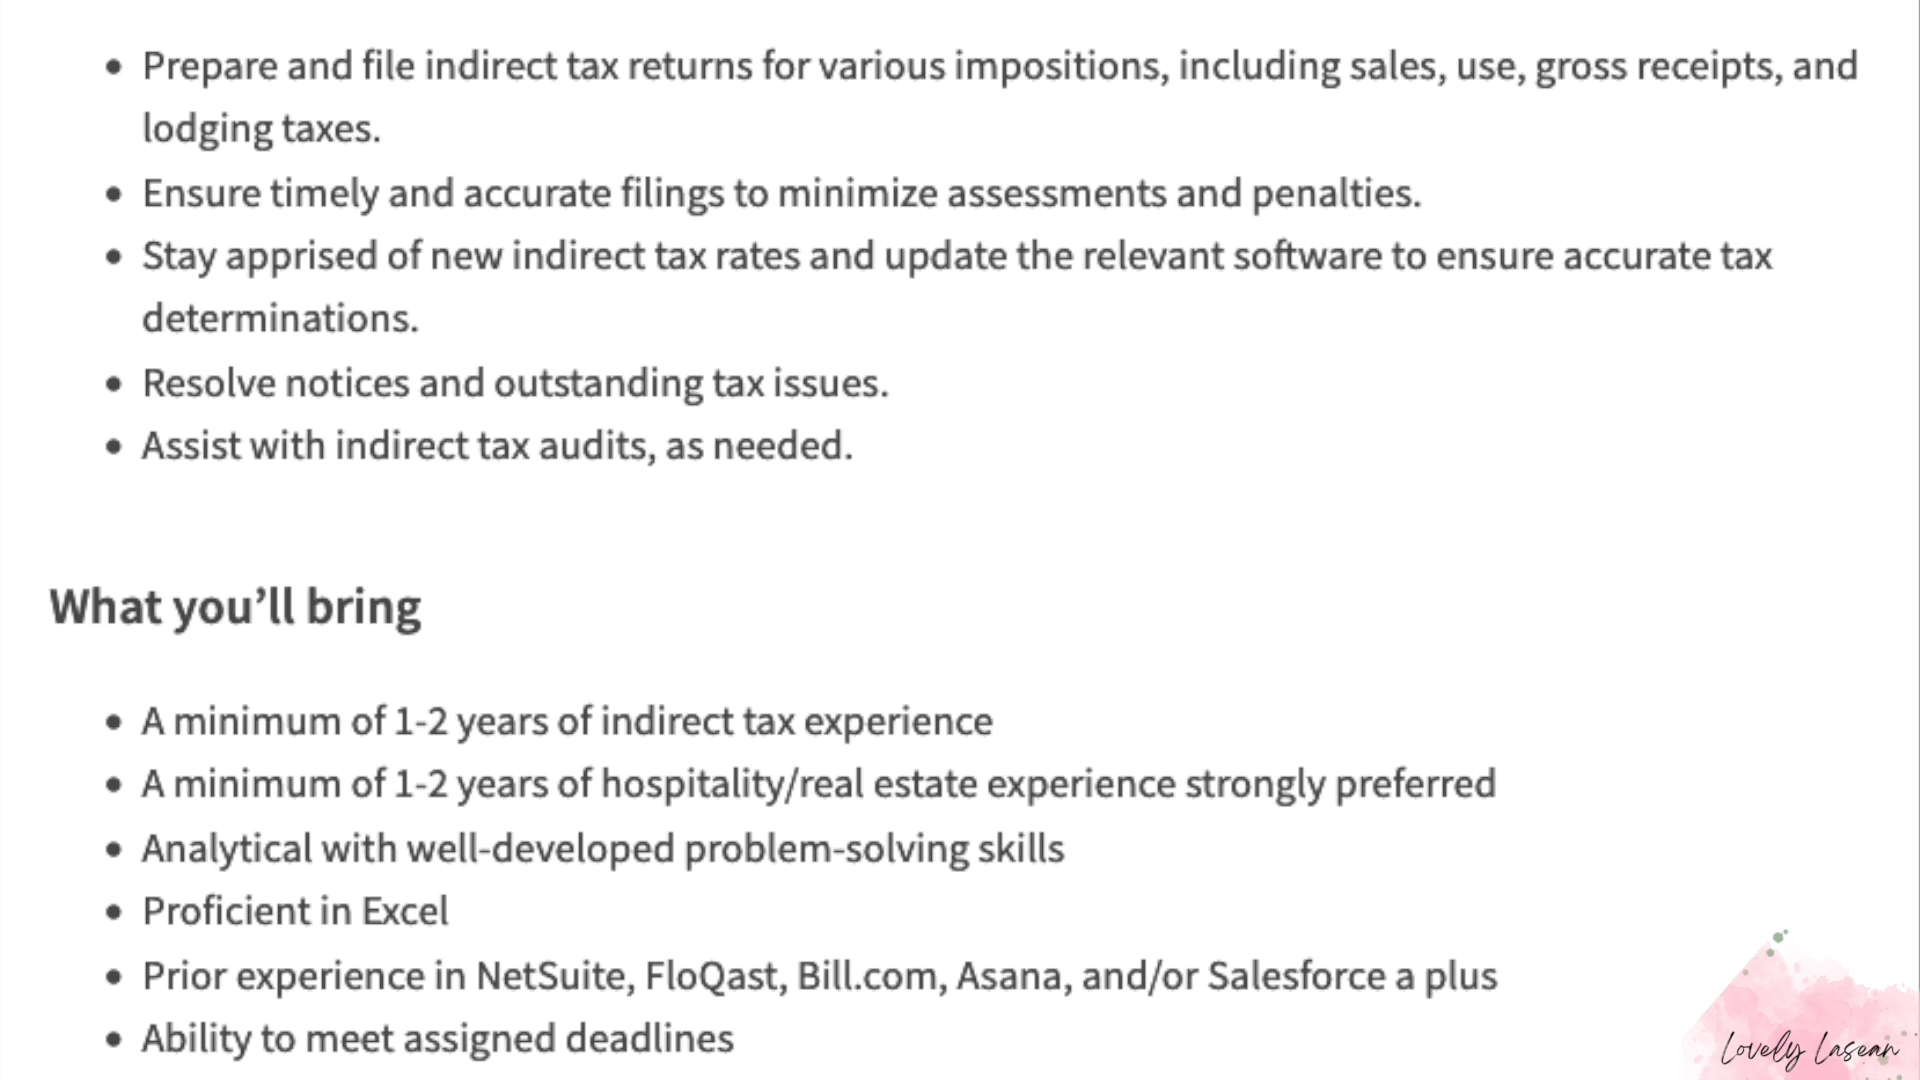 • Prepare and file indirect tax returns for various impositions, including sales, use, gross receipts, and
lodging taxes.
• Ensure timely and accurate filings to minimize assessments and penalties.
• Stay apprised of new indirect tax rates and update the relevant software to ensure accurate tax
determinations.
• Resolve notices and outstanding tax issues.
• Assist with indirect tax audits, as needed.
What you’ll bring
• A minimum of 1-2 years of indirect tax experience
• A minimum of 1-2 years of hospitality/real estate experience strongly preferred
• Analytical with well-developed problem-solving skills
• Proficient in Excel
• Prior experience in NetSuite, FloQast, Bill.com, Asana, and/or Salesforce a plus
• Ability to meet assigned deadlines
Lovely Lasean